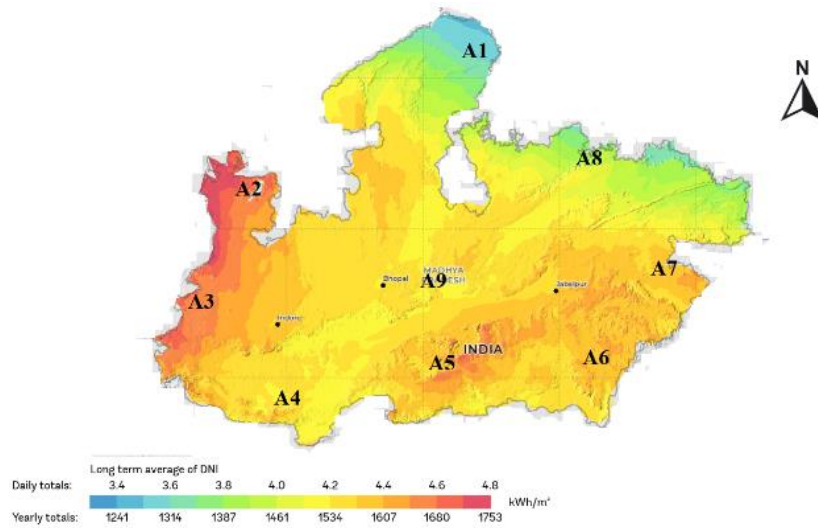 A1
N
A8
A2
A7
MADHYA
PRADESH
A9
Bhopal
Jabalpur
A3
Indore
INDIA
A5
A6
A4
Long term average of DNI
Daily totals: 3.4 3.6 3.8 4.0 4.2 4.4 4.6 4.8
kWh/m²
Yearly totals: 1241 1314 1387 1461 1534 1607 1680 1753